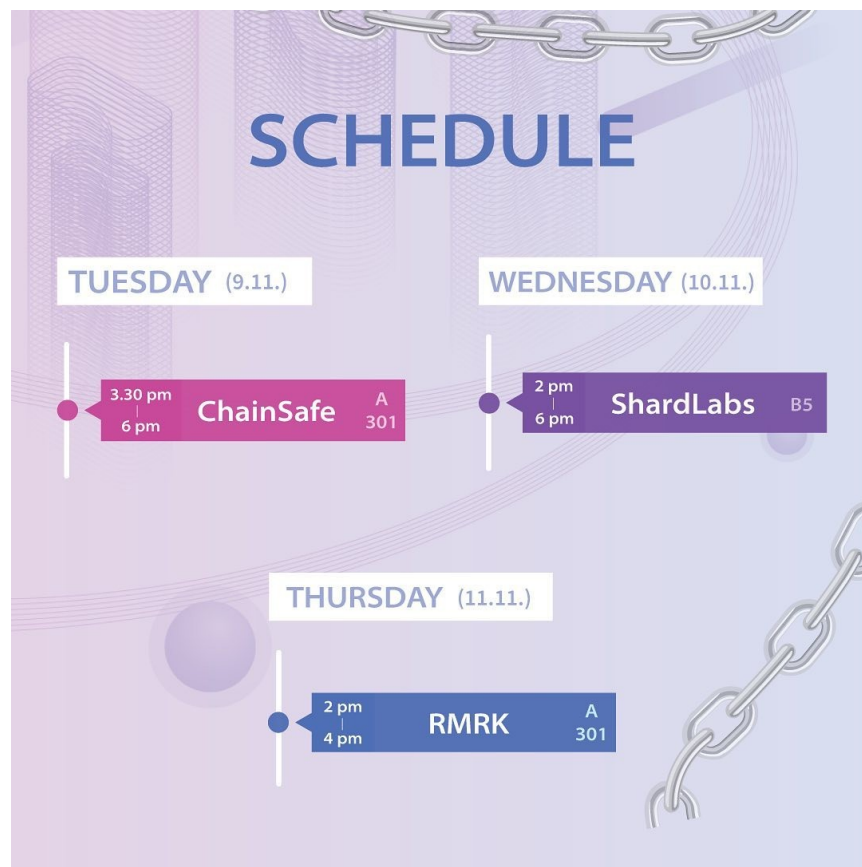 SCHEDULE
TUESDAY (9.11.)
3.30 pm
6 pm
ChainSafe
A
301
WEDNESDAY (10.11.)
2 pm
6 pm
ShardLabs
B5
THURSDAY (11.11.)
2 pm
4 pm
RMRK
A
301